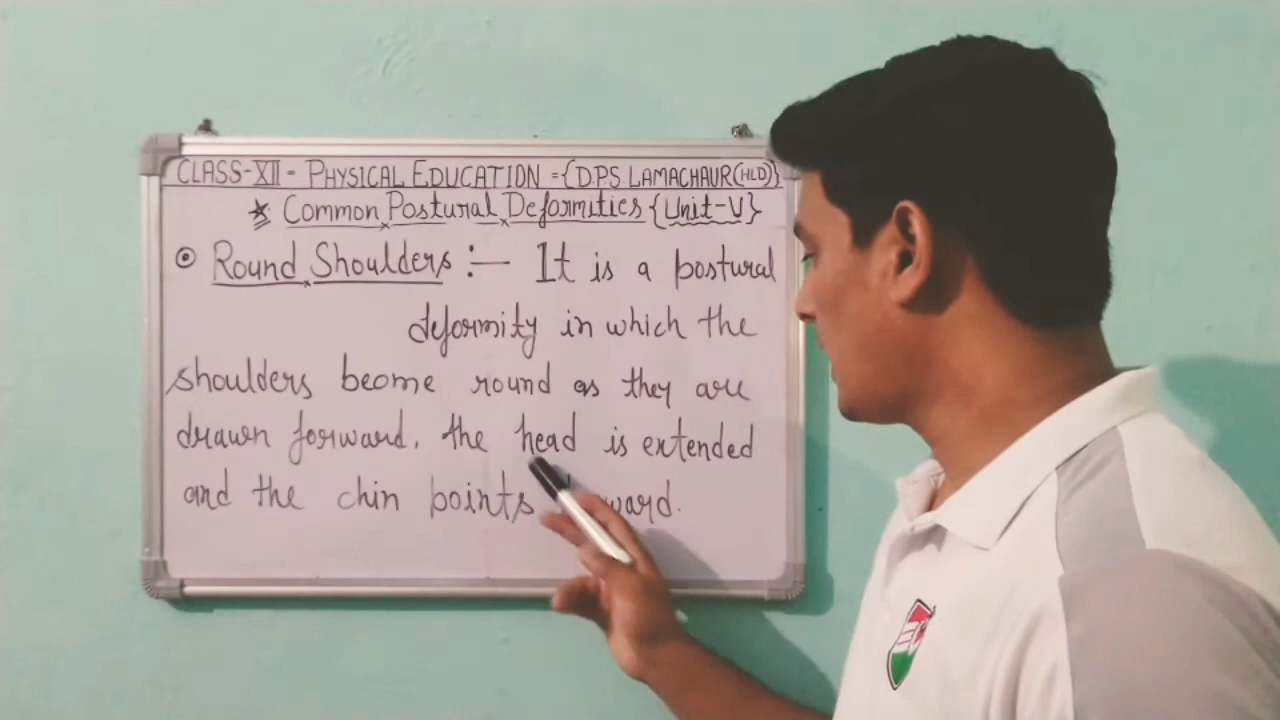 CLASS-XII - PHYSICAL EDUCATION = {D.P.S. LAMACHAUR(HLD)}
Common Postural Deformities {Unit-V}
Round Shoulders :- It is a postural
deformity in which the
shoulders beome round as they are
drawn forward, the head is extended
and the chin points ward.